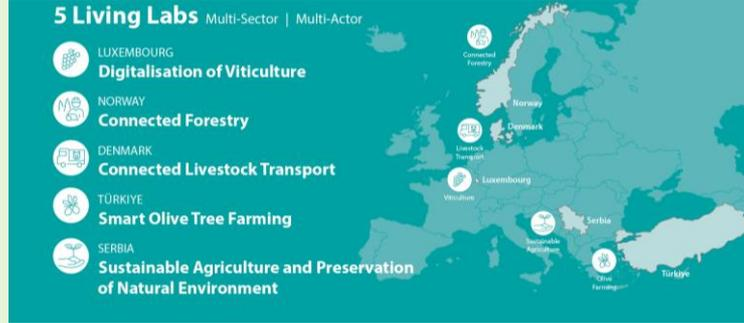 5 Living Labs Multi-Sector | Multi-Actor
LUXEMBOURG
Digitalisation of Viticulture
NORWAY
Connected Forestry
DENMARK
Connected Livestock Transport
TÜRKIYE
Smart Olive Tree Farming
SERBIA
Sustainable Agriculture and Preservation
of Natural Environment
Connected
Forestry
Norway
Denmark
Livestock
Transport
Luxembourg
Viticulture
Serbia
Sustainable
Agriculture
Olive
Farming
Türkiye